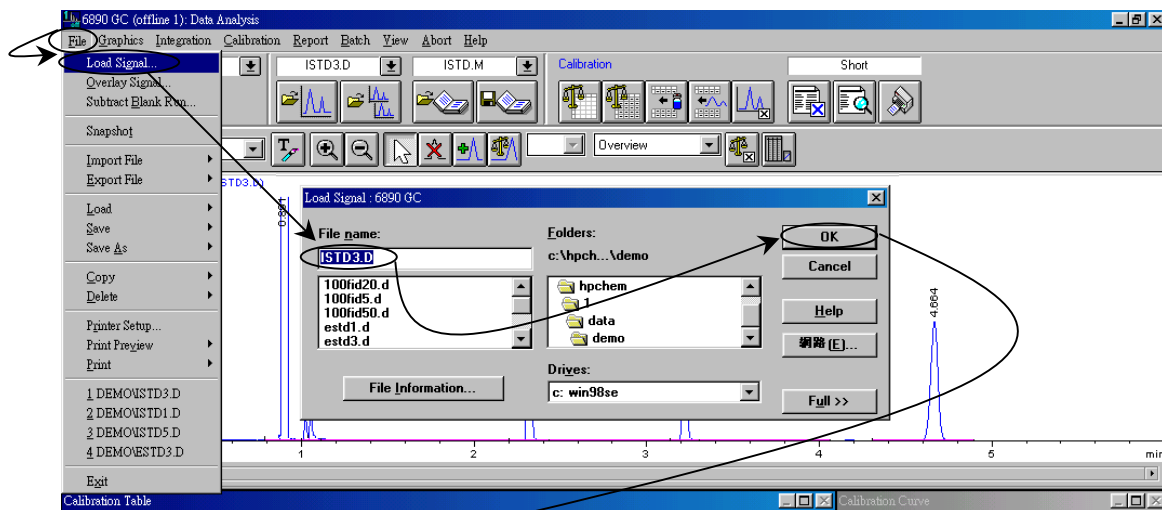 6890 GC (offline 1): Data Analysis
File Graphics Integration Calibration Report Batch View Abort Help
Load Signal...
Overlay Signal...
Subtract Blank Run...
Snapshot
Import File
Export File
Load
Save
Save As
Copy
Delete
Printer Setup...
Print Preview
Print
1 DEMO\ISTD3.D
2 DEMO\ISTD1.D
3 DEMO\ISTD5.D
4 DEMO\ESTD3.D
Exit
ISTD3.D ISTD.M Calibration Short
Overview
STD3.D)
Load Signal : 6890 GC
File name:
ISTD3.D
100fid20.d
100fid5.d
100fid50.d
estd1.d
estd3.d
File Information...
Folders:
c:\hpch...\demo
hpchem
1
data
demo
Drives:
c: win98se
OK
Cancel
Help
網路(E)...
Full >>
4.664
1 2 3 4 5 min
Calibration Table
Calibration Curve